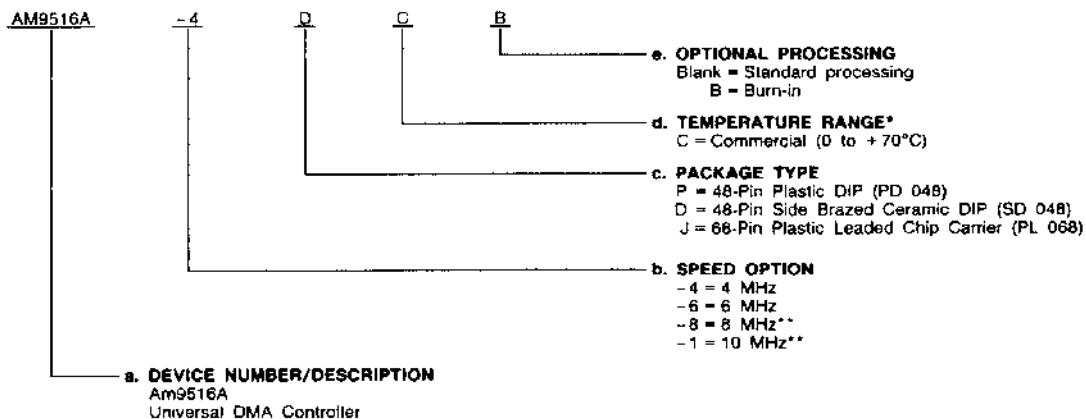 AM9516A -4 D C B
e. OPTIONAL PROCESSING
Blank = Standard processing
B = Burn-in
d. TEMPERATURE RANGE*
C = Commercial (0 to +70°C)
c. PACKAGE TYPE
P = 48-Pin Plastic DIP (PD 048)
D = 48-Pin Side Brazed Ceramic DIP (SD 048)
J = 68-Pin Plastic Leaded Chip Carrier (PL 068)
b. SPEED OPTION
-4 = 4 MHz
-6 = 6 MHz
-8 = 8 MHz**
-1 = 10 MHz**
a. DEVICE NUMBER/DESCRIPTION
Am9516A
Universal DMA Controller